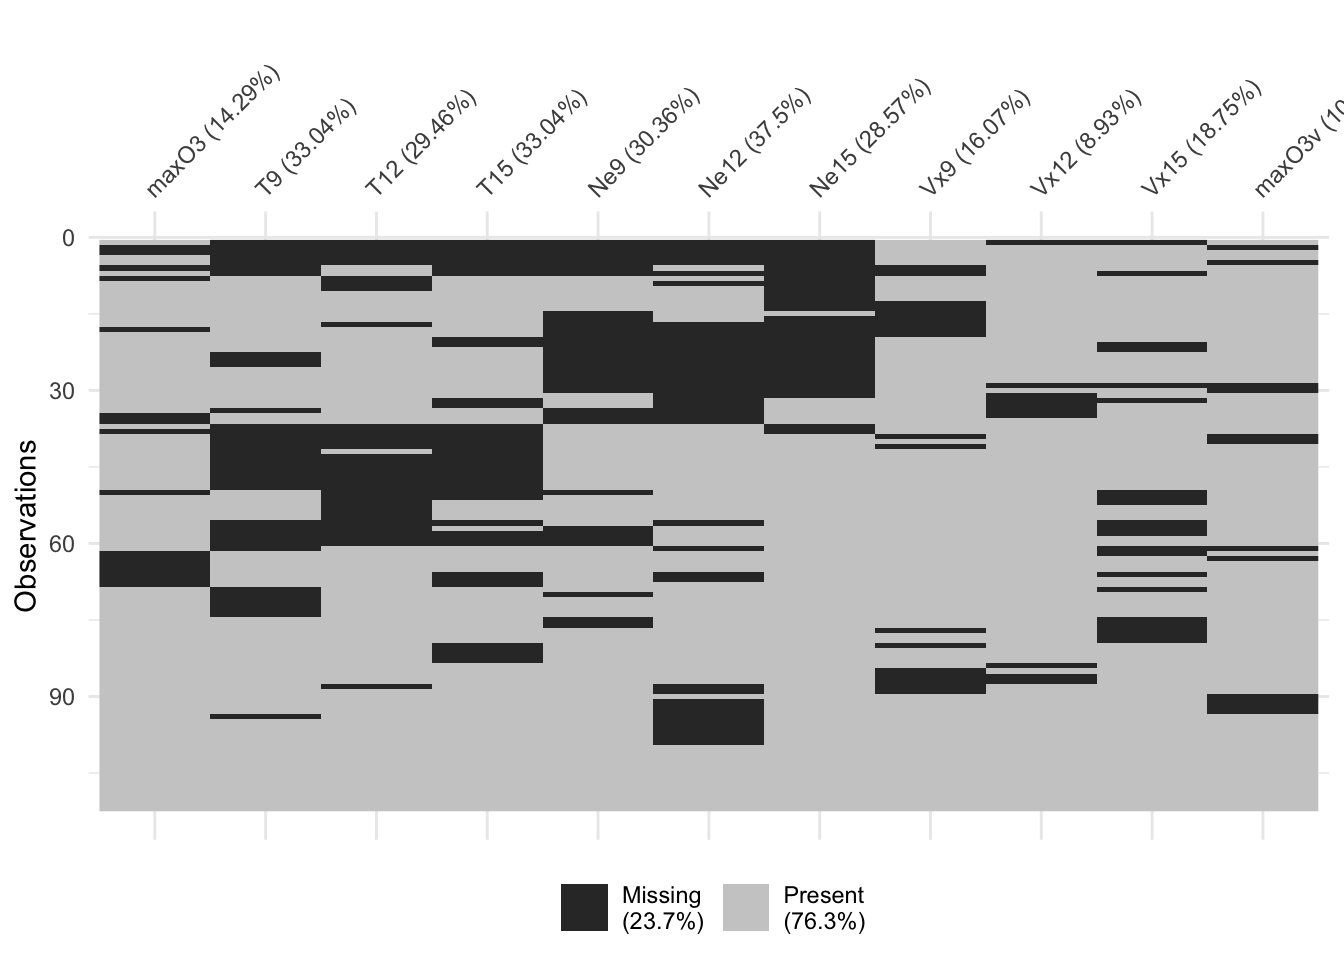 maxO3 (14.29%)
T9 (33.04%)
T12 (29.46%)
T15 (33.04%)
Ne9 (30.36%)
Ne12 (37.5%)
Ne15 (28.57%)
Vx9 (16.07%)
Vx12 (8.93%)
Vx15 (18.75%)
maxO3v (10
0
30
60
90
Observations
Missing
(23.7%)
Present
(76.3%)